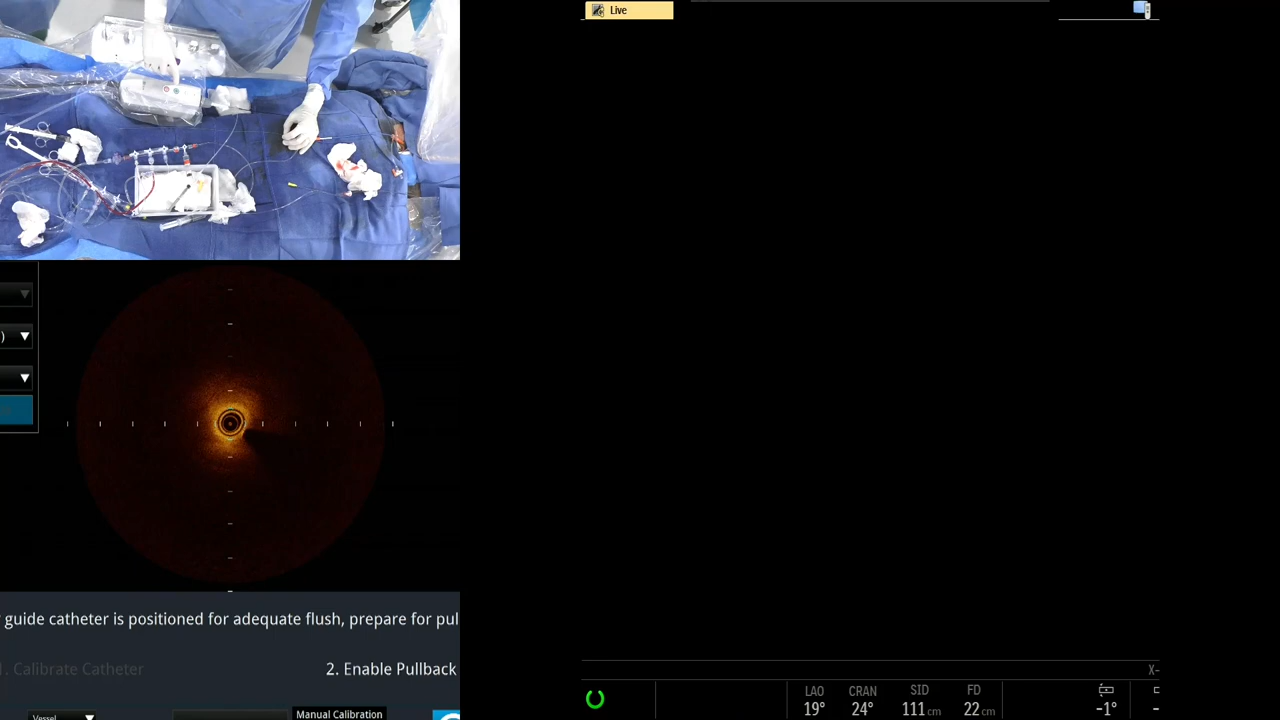 Live
)
guide catheter is positioned for adequate flush, prepare for pul
. Calibrate Catheter
2. Enable Pullback
Vessel
Manual Calibration
X-
LAO CRAN SID FD
19° 24° 111 cm 22 cm -1° -